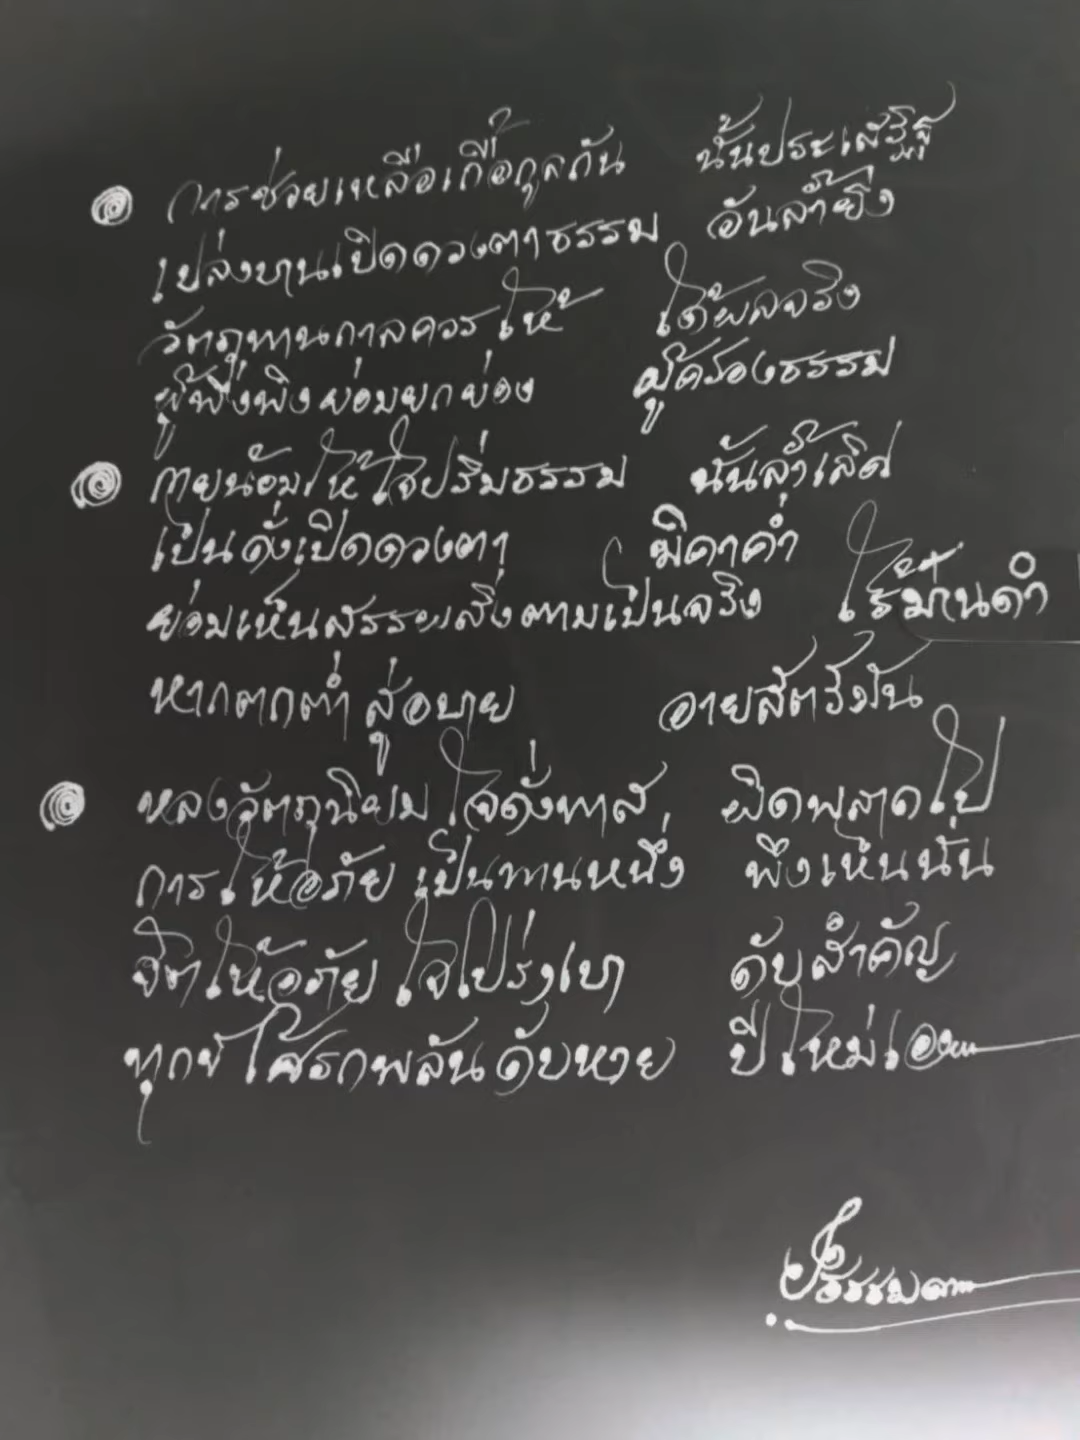 การช่วยเหลือเกื้อกูลกัน นั้นประเสริฐ
เปล่งบานเปิดดวงตาธรรม อันล้ำยิ่ง
วัตถุทานกาลควรให้ ได้ผลจริง
ผู้พึ่งพิงย่อมยกย่อง ผู้ครองธรรม
กายน้อมให้ใจปริ่มธรรม นั้นล้ำเลิศ
เป็นดั่งเปิดดวงตา มีค่าค้ำ
ย่อมเห็นสรรพสิ่งตามเป็นจริง ใช่ม่านดำ
หากตกต่ำ สู่อบาย อายสัตว์มัน
หลงวัตถุนิยม ใจดั่งทาส ผิดพลาดไป
การให้อภัย เป็นทานหนึ่ง พึงเห็นนั่น
จิตให้อภัย ใจโปร่งเบา ดับสำคัญ
ทุกข์โศรกพลันดับหาย ปีใหม่เอย